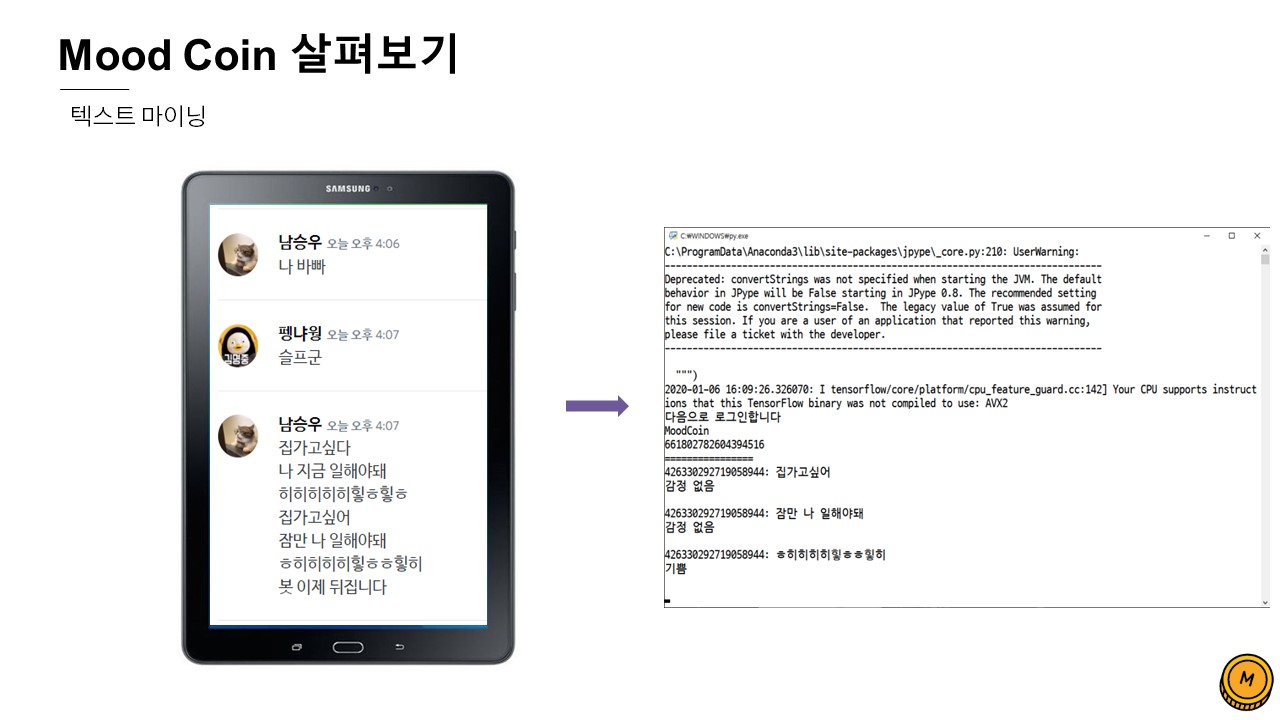 Mood Coin 살펴보기
텍스트 마이닝
SAMSUNG
남승우 오늘 오후 4:06
나 바빠
펭냐웡 오늘 오후 4:07
슬프군
김명중
남승우 오늘 오후 4:07
집가고싶다
나 지금 일해야돼
히히히히히힣ㅎ힣ㅎ
집가고싶어
잠만 나 일해야돼
ㅎ히히히히힣ㅎㅎ힣히
봇 이제 뒤집니다
C:₩WINDOWS₩py.exe
C:\ProgramData\Anaconda3\lib\site-packages\jpype\_core.py:210: UserWarning:
-------------------------------------------------------------------------------
Deprecated: convertStrings was not specified when starting the JVM. The default
behavior in JPype will be False starting in JPype 0.8. The recommended setting
for new code is convertStrings=False.  The legacy value of True was assumed for
this session. If you are a user of an application that reported this warning,
please file a ticket with the developer.
-------------------------------------------------------------------------------
""")
2020-01-06 16:09:26.326070: I tensorflow/core/platform/cpu_feature_guard.cc:142] Your CPU supports instruct
ions that this TensorFlow binary was not compiled to use: AVX2
다음으로 로그인합니다
MoodCoin
661802782604394516
================
426330292719058944: 집가고싶어
감정 없음
426330292719058944: 잠만 나 일해야돼
감정 없음
426330292719058944: ㅎ히히히히힣ㅎㅎ힣히
기쁨
M